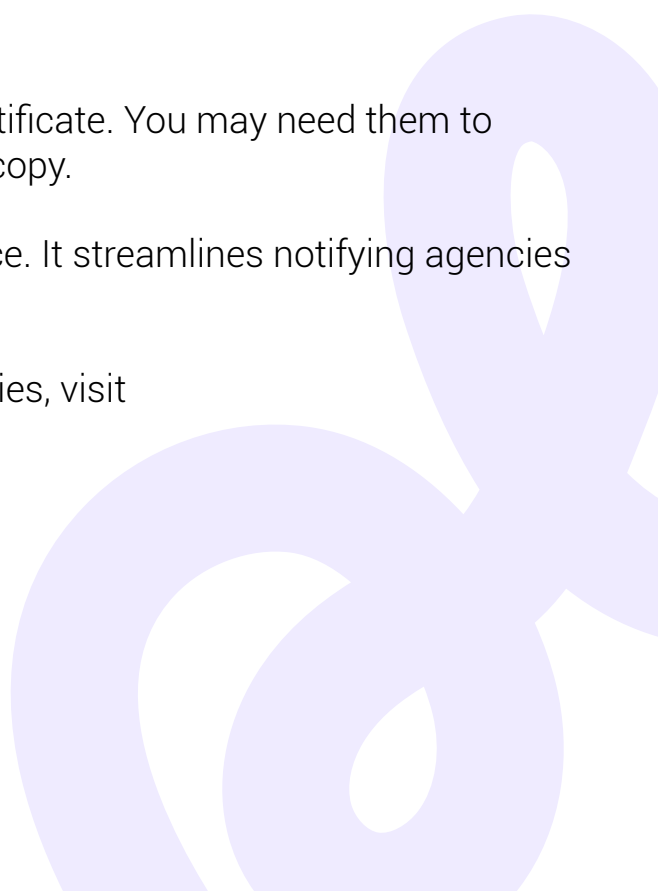 tificate. You may need them to
copy.
ce. It streamlines notifying agencies
ies, visit